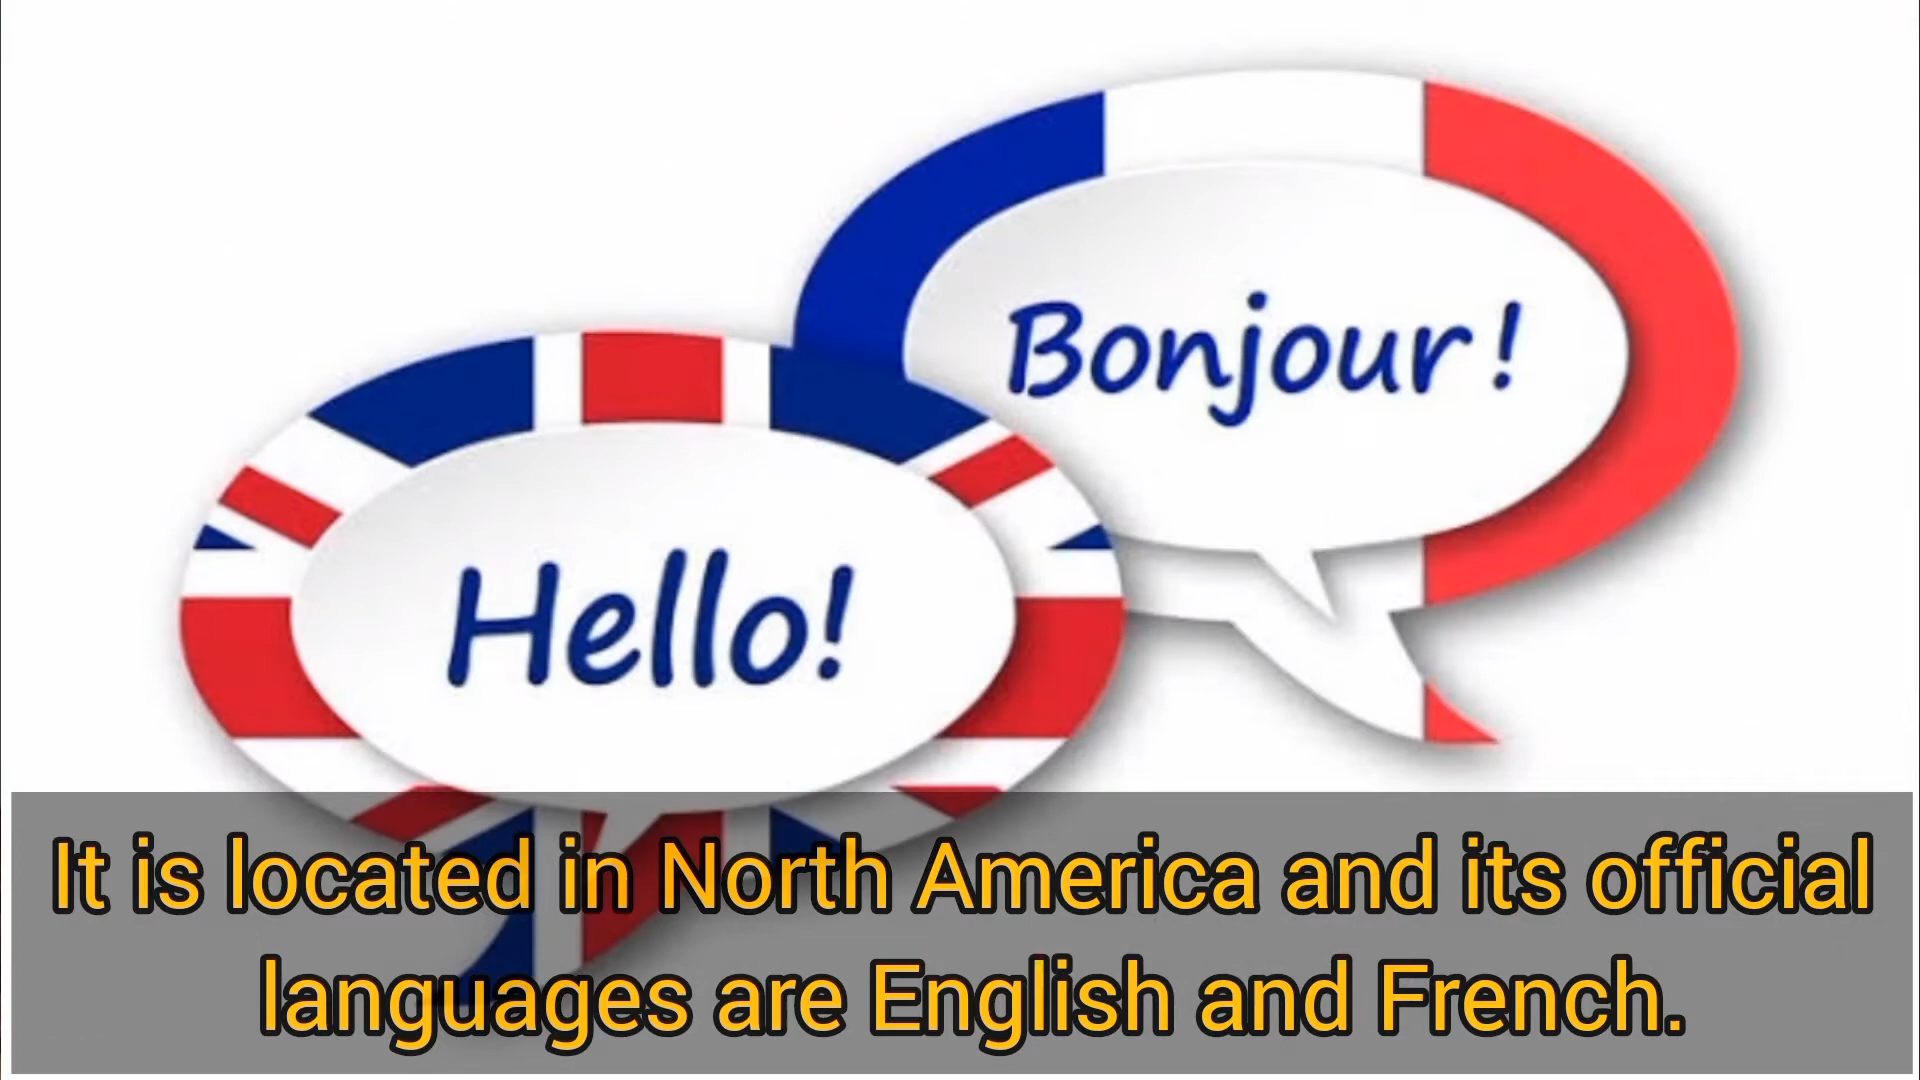 Bonjour!
Hello!
It is located in North America and its official
languages are English and French.